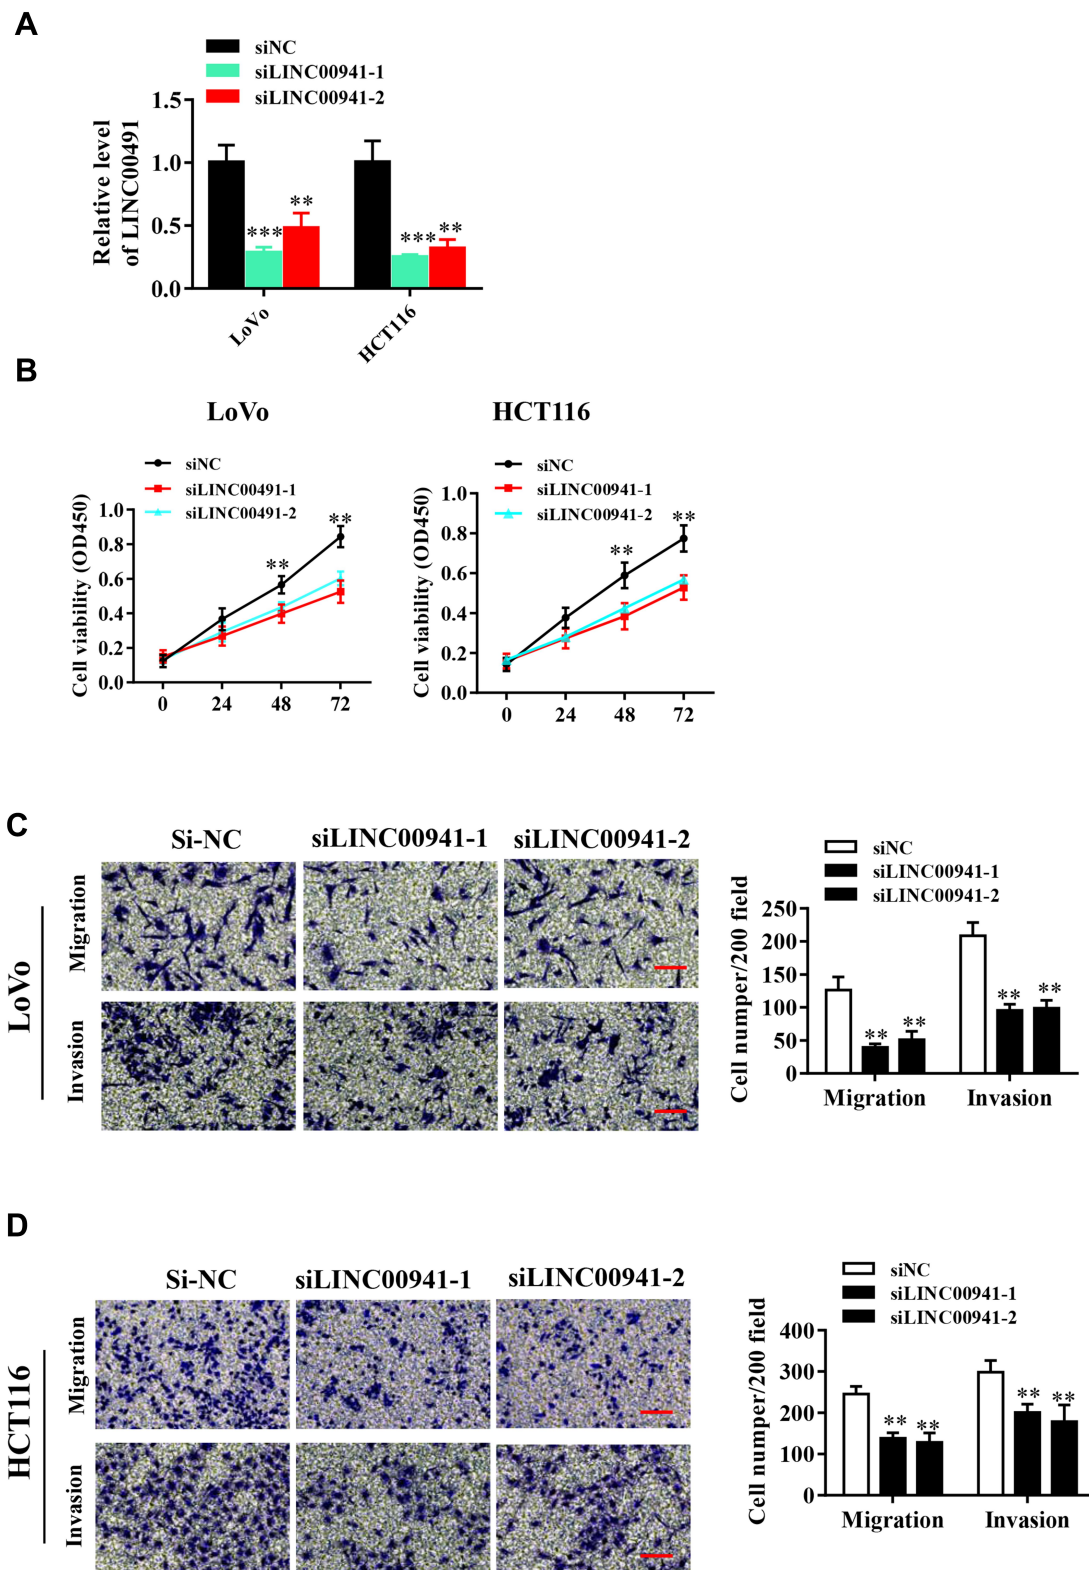 A
siNC
siLINC00941-1
siLINC00941-2
Relative level
of LINC00491
1.5
1.0
0.5
0.0
***
**
***
**
LoVo
HCT116
B
LoVo
siNC
siLINC00491-1
siLINC00491-2
Cell viability (OD450)
1.0
0.8
0.6
0.4
0.2
0.0
**
**
0 24 48 72
HCT116
siNC
siLINC00941-1
siLINC00941-2
Cell viability (OD450)
1.0
0.8
0.6
0.4
0.2
0.0
**
**
0 24 48 72
C
Si-NC siLINC00941-1 siLINC00941-2
LoVo
Migration
Invasion
siNC
siLINC00941-1
siLINC00941-2
Cell numper/200 field
250
200
150
100
50
0
** **
** **
Migration Invasion
D
Si-NC siLINC00941-1 siLINC00941-2
HCT116
Migration
Invasion
siNC
siLINC00941-1
siLINC00941-2
Cell numper/200 field
400
300
200
100
0
** **
** **
Migration Invasion